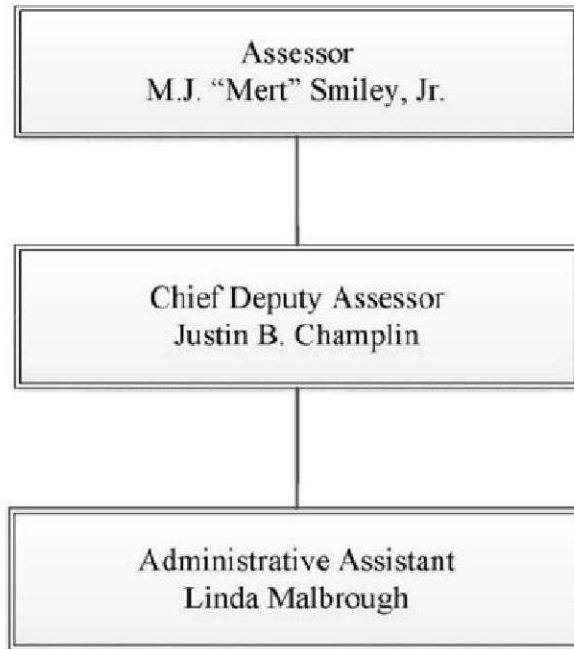 Assessor
M.J. “Mert” Smiley, Jr.
Chief Deputy Assessor
Justin B. Champlin
Administrative Assistant
Linda Malbrough